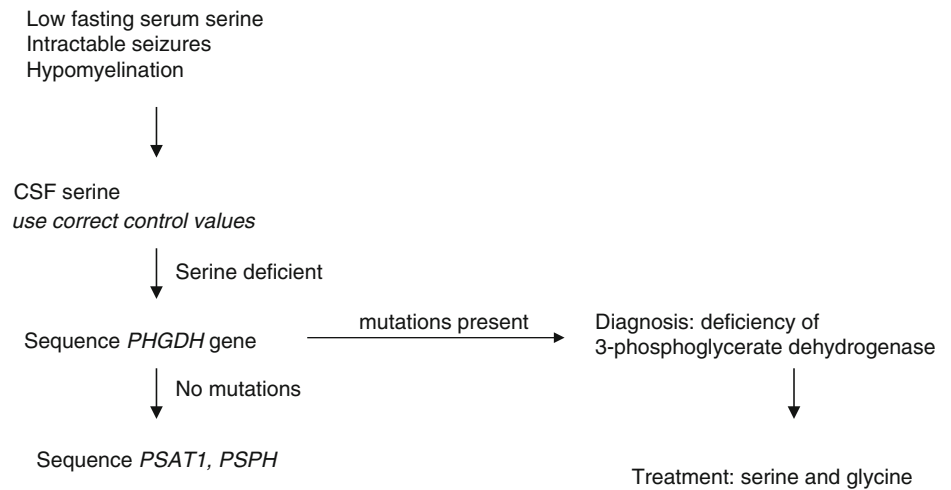 Low fasting serum serine
Intractable seizures
Hypomyelination
CSF serine
use correct control values
Serine deficient
Sequence PHGDH gene
mutations present
Diagnosis: deficiency of
3-phosphoglycerate dehydrogenase
No mutations
Sequence PSAT1, PSPH
Treatment: serine and glycine